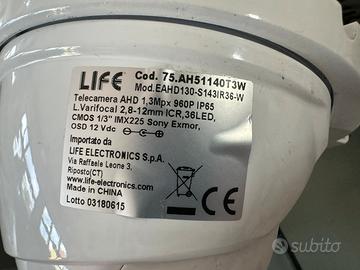 LIFE
Cod. 75.AH51140T3W
Mod.EAHD130-S143IR36-W
Telecamera AHD 1,3Mpx 960P IP65
L.Varifocal 2,8-12mm ICR,36LED,
CMOS 1/3" IMX225 Sony Exmor,
OSD 12 Vdc
Importato da
LIFE ELECTRONICS S.p.A.
Via Raffaele Leone 3,
Riposto(CT)
www.life-electronics.com
Made in CHINA
Lotto 03180615
CE
subito